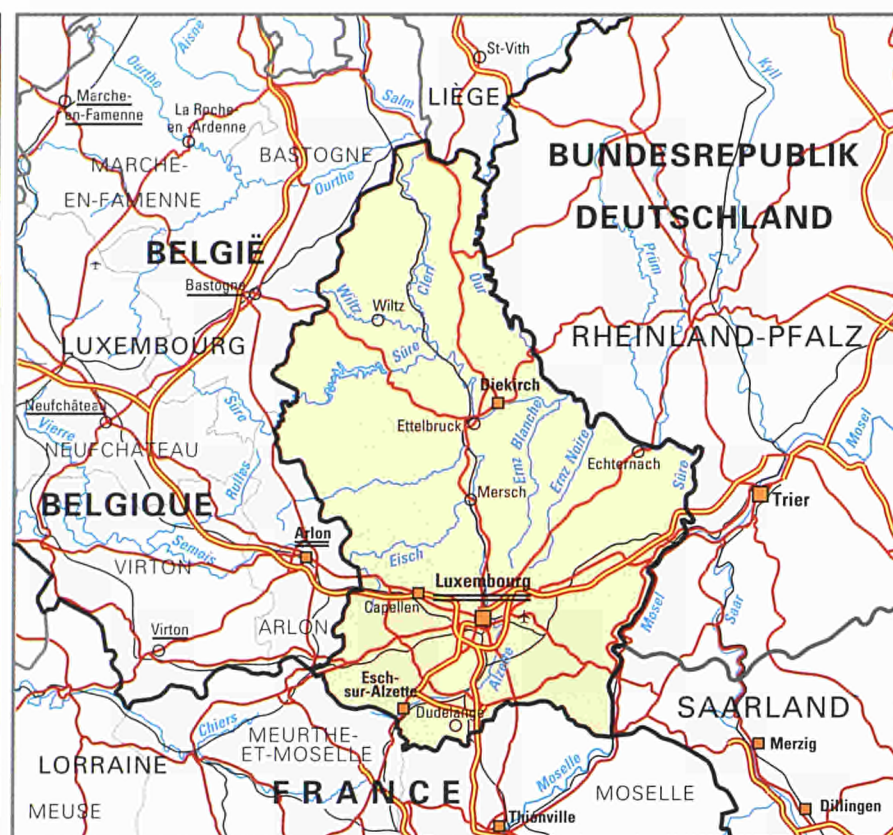 Aisne
Ourthe
St-Vith
Kyll
Marche-
en-Famenne
La Roche-
en-Ardenne
Salm
LIÈGE
BASTOGNE
MARCHE-
EN-FAMENNE
Ourthe
BUNDESREPUBLIK
DEUTSCHLAND
BELGIË
Bastogne
Clerf
Our
Prüm
Wiltz
Wiltz
LUXEMBOURG
RHEINLAND-PFALZ
Sûre
Diekirch
Neufchâteau
Sûre
Vierre
Ettelbruck
Ernz Blanche
Ernz Noire
Mosel
NEUFCHÂTEAU
Echternach
Sûre
Rulles
BELGIQUE
Mersch
Trier
Arlon
Semois
Eisch
VIRTON
Luxembourg
Capellen
Mosel
Saar
Virton
ARLON
Alzette
Esch-
sur-Alzette
Dudelange
SAARLAND
Chiers
MEURTHE-
ET-MOSELLE
Merzig
LORRAINE
Moselle
FRANCE
MOSELLE
MEUSE
Thionville
Dillingen